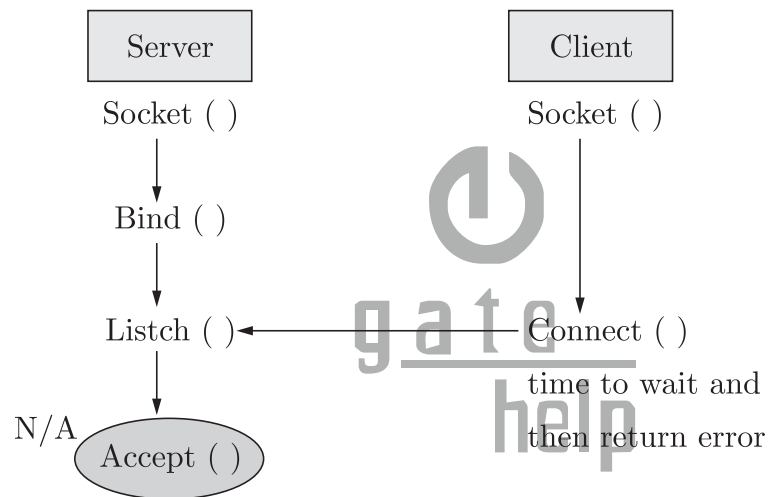 Server
Client
Socket ( )
Socket ( )
Bind ( )
Listch ( )
Connect ( )
time to wait and
then return error
N/A
Accept ( )
gate
help